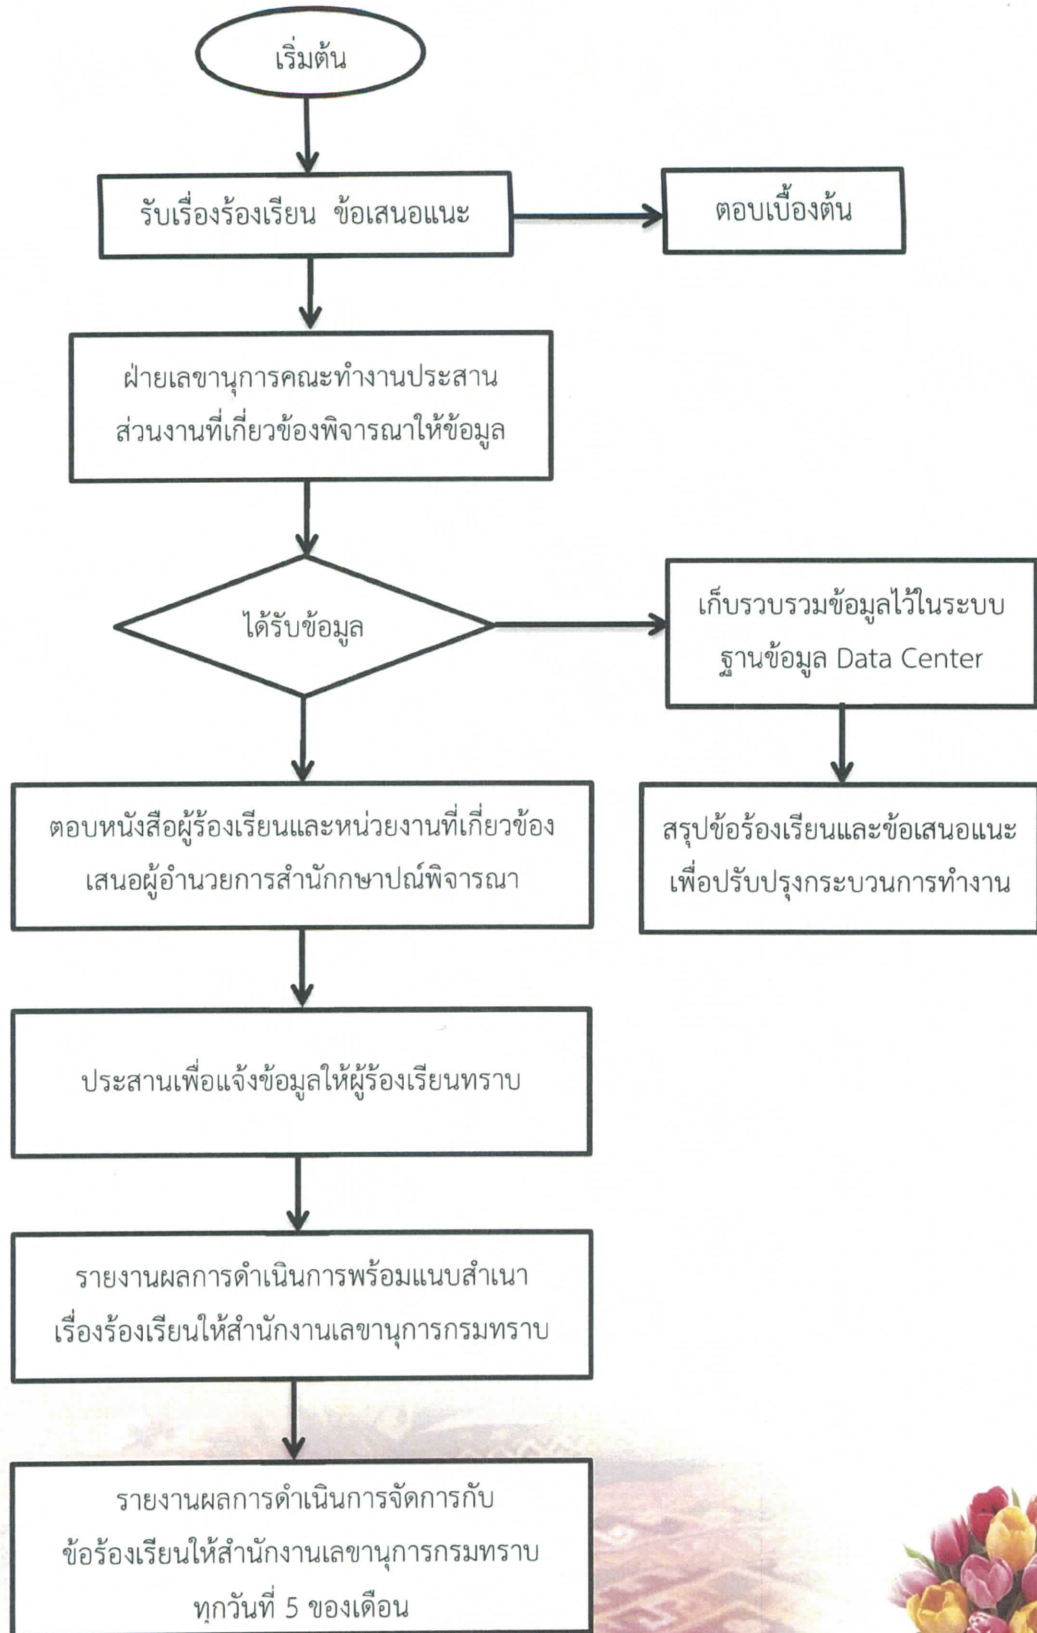 เริ่มต้น
รับเรื่องร้องเรียน ข้อเสนอแนะ
ตอบเบื้องต้น
ฝ่ายเลขานุการคณะทำงานประสาน
ส่วนงานที่เกี่ยวข้องพิจารณาให้ข้อมูล
ได้รับข้อมูล
เก็บรวบรวมข้อมูลไว้ในระบบ
ฐานข้อมูล Data Center
ตอบหนังสือผู้ร้องเรียนและหน่วยงานที่เกี่ยวข้อง
เสนอผู้อำนวยการสำนักกษาปณ์พิจารณา
สรุปข้อร้องเรียนและข้อเสนอแนะ
เพื่อปรับปรุงกระบวนการทำงาน
ประสานเพื่อแจ้งข้อมูลให้ผู้ร้องเรียนทราบ
รายงานผลการดำเนินการพร้อมแนบสำเนา
เรื่องร้องเรียนให้สำนักงานเลขานุการกรมทราบ
รายงานผลการดำเนินการจัดการกับ
ข้อร้องเรียนให้สำนักงานเลขานุการกรมทราบ
ทุกวันที่ 5 ของเดือน